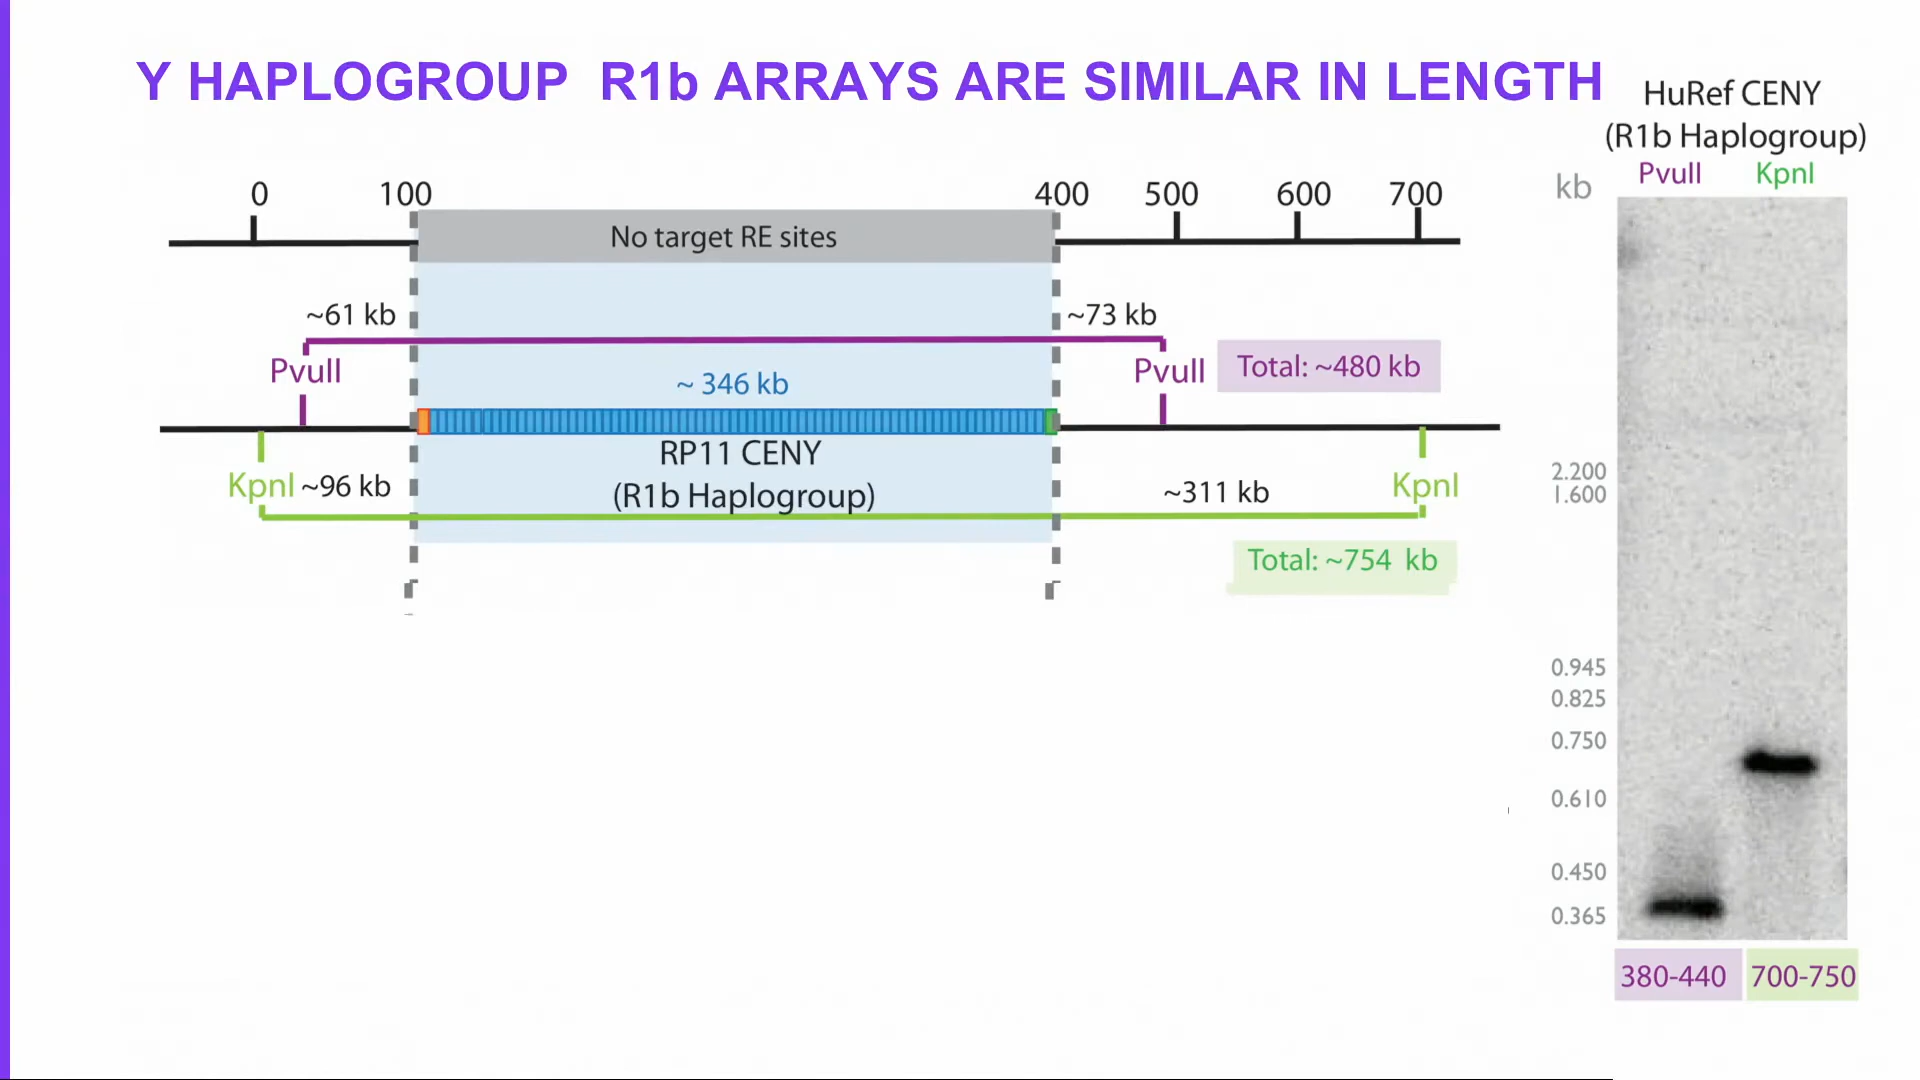 Y HAPLOGROUP R1b ARRAYS ARE SIMILAR IN LENGTH
HuRef CENY
(R1b Haplogroup)
kb PvuII KpnI
0 100 400 500 600 700
No target RE sites
~61 kb ~73 kb
PvuII PvuII Total: ~480 kb
~ 346 kb
RP11 CENY
(R1b Haplogroup)
KpnI ~96 kb ~311 kb KpnI
Total: ~754 kb
2.200
1.600
0.945
0.825
0.750
0.610
0.450
0.365
380-440 700-750